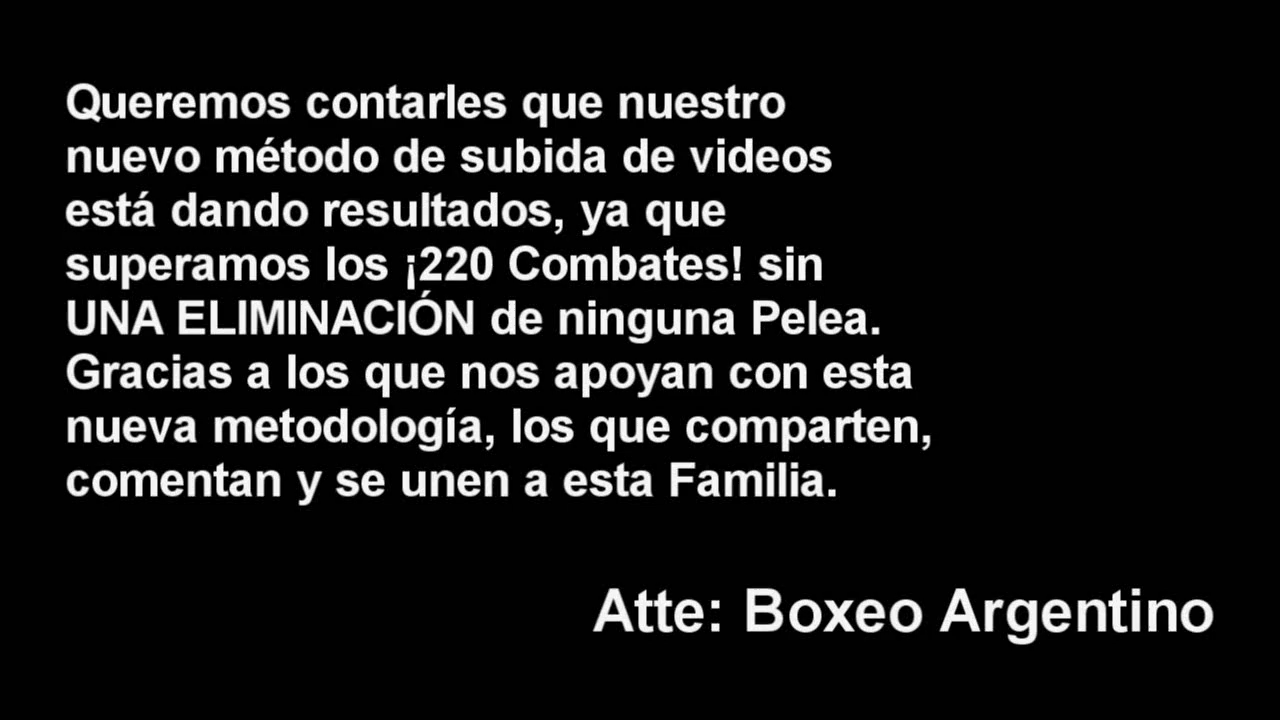 Queremos contarles que nuestro
nuevo método de subida de videos
está dando resultados, ya que
superamos los ¡220 Combates! sin
UNA ELIMINACIÓN de ninguna Pelea.
Gracias a los que nos apoyan con esta
nueva metodología, los que comparten,
comentan y se unen a esta Familia.
Atte: Boxeo Argentino